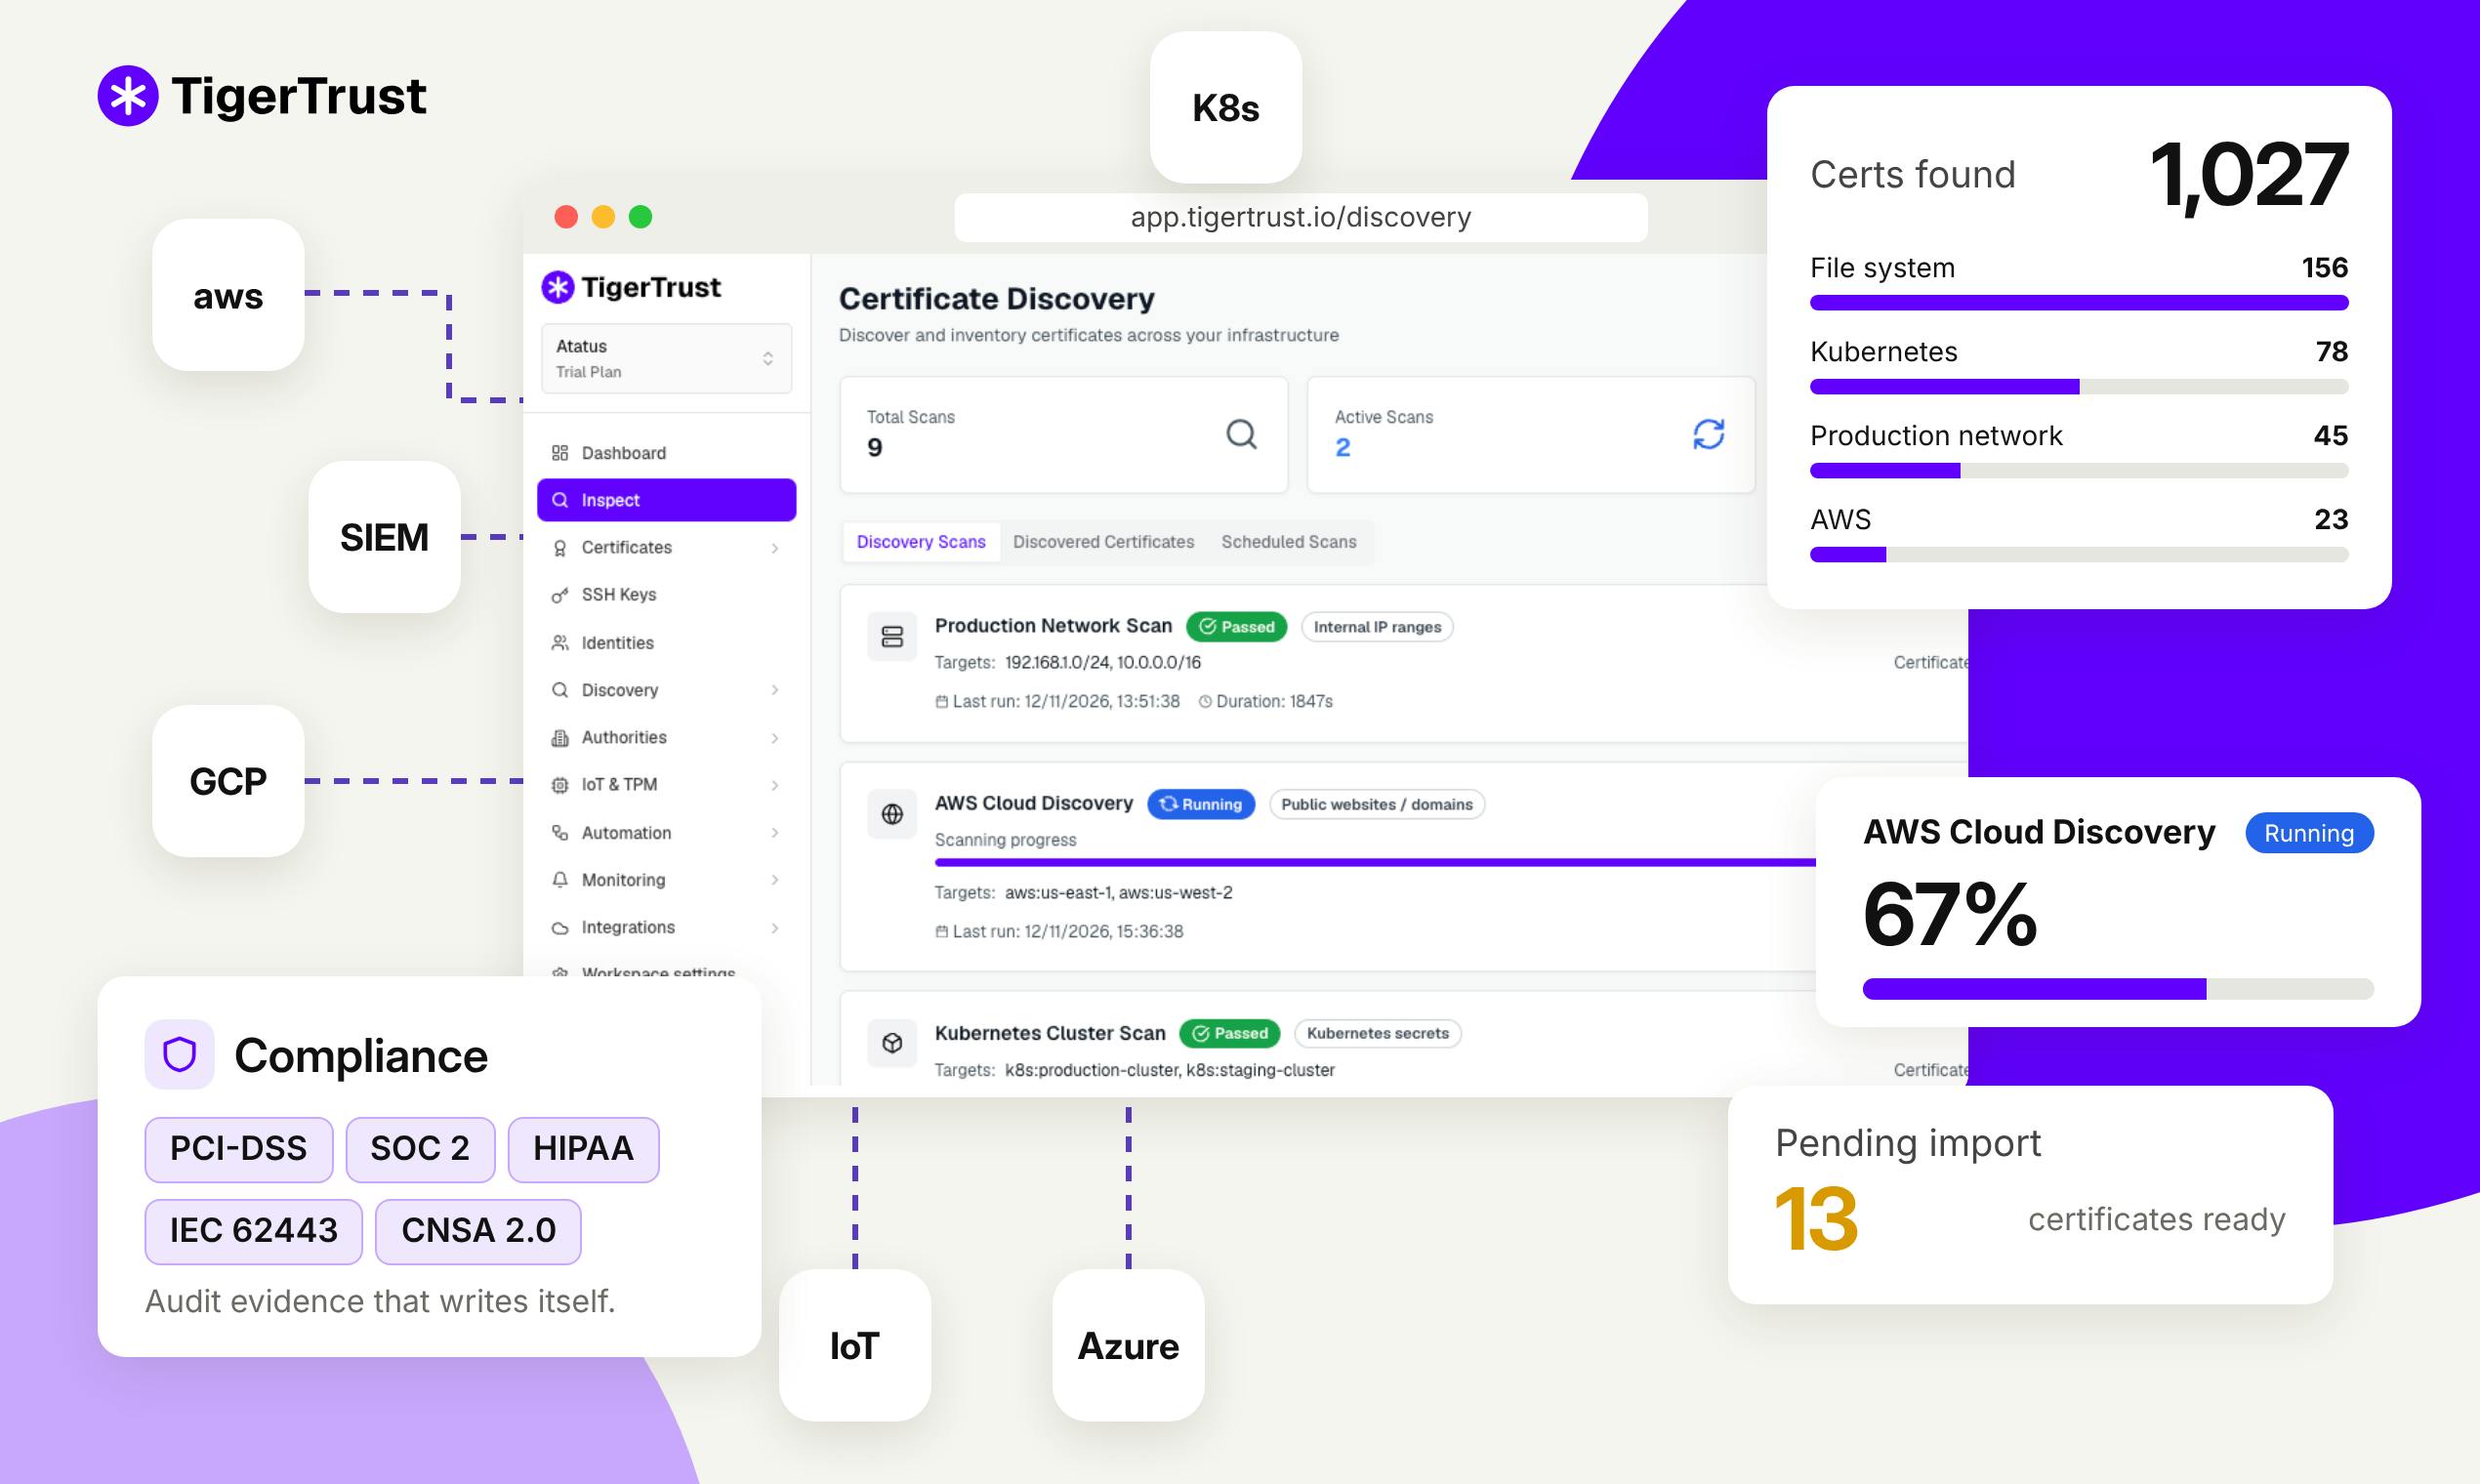 TigerTrust
K8s
aws
SIEM
GCP
app.tigertrust.io/discovery
TigerTrust
Atatus
Trial Plan
Dashboard
Inspect
Certificates
SSH Keys
Identities
Discovery
Authorities
IoT & TPM
Automation
Monitoring
Integrations
Workspace settings
Certificate Discovery
Discover and inventory certificates across your infrastructure
Total Scans
9
Active Scans
2
Discovery Scans Discovered Certificates Scheduled Scans
Production Network Scan Passed Internal IP ranges
Targets: 192.168.1.0/24, 10.0.0.0/16 Certificate
Last run: 12/11/2026, 13:51:38 Duration: 1847s
AWS Cloud Discovery Running Public websites / domains
Scanning progress
Targets: aws:us-east-1, aws:us-west-2
Last run: 12/11/2026, 15:36:38
Kubernetes Cluster Scan Passed Kubernetes secrets
Targets: k8s:production-cluster, k8s:staging-cluster Certificate
Certs found 1,027
File system 156
Kubernetes 78
Production network 45
AWS 23
AWS Cloud Discovery Running
67%
Pending import
13 certificates ready
Compliance
PCI-DSS SOC 2 HIPAA
IEC 62443 CNSA 2.0
Audit evidence that writes itself.
IoT
Azure